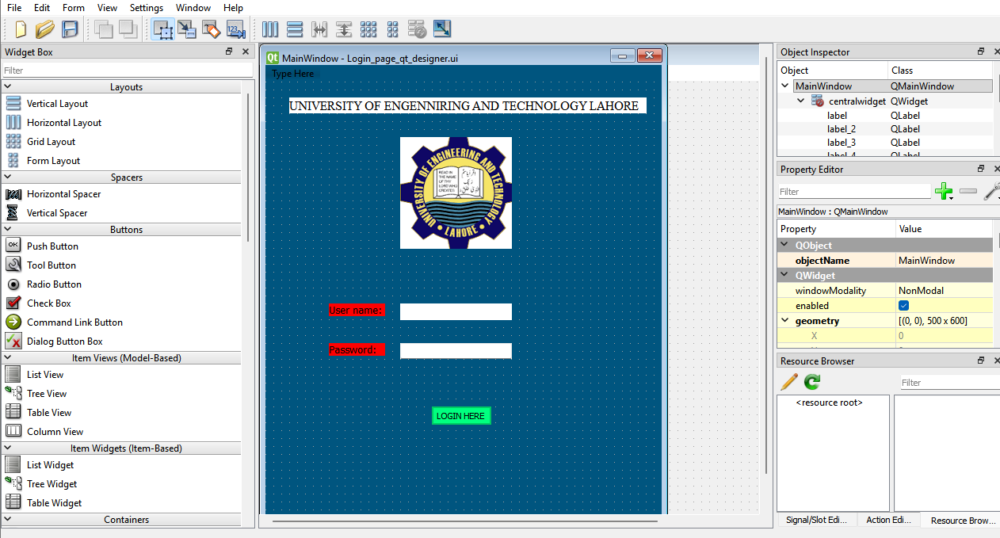 File Edit Form View Settings Window Help
Widget Box
Filter
Layouts
Vertical Layout
Horizontal Layout
Grid Layout
Form Layout
Spacers
Horizontal Spacer
Vertical Spacer
Buttons
OK Push Button
Tool Button
Radio Button
Check Box
Command Link Button
Dialog Button Box
Item Views (Model-Based)
List View
Tree View
Table View
Column View
Item Widgets (Item-Based)
List Widget
Tree Widget
Table Widget
Containers
Qt MainWindow - Login_page_qt_designer.ui
Type Here
UNIVERSITY OF ENGENNIRING AND TECHNOLOGY LAHORE
UNIVERSITY OF ENGINEERING AND TECHNOLOGY
READ IN
THE NAME
OF THY
LORD WHO
CREATES
• LAHORE •
User name:
Password:
LOGIN HERE
Object Inspector
Object Class
MainWindow QMainWindow
centralwidget QWidget
label QLabel
label_2 QLabel
label_3 QLabel
label_4 QLabel
Property Editor
Filter
MainWindow : QMainWindow
Property Value
QObject
objectName MainWindow
QWidget
windowModality NonModal
enabled
geometry [(0, 0), 500 x 600]
X 0
Resource Browser
Filter
<resource root>
Signal/Slot Edi... Action Edi... Resource Brow...